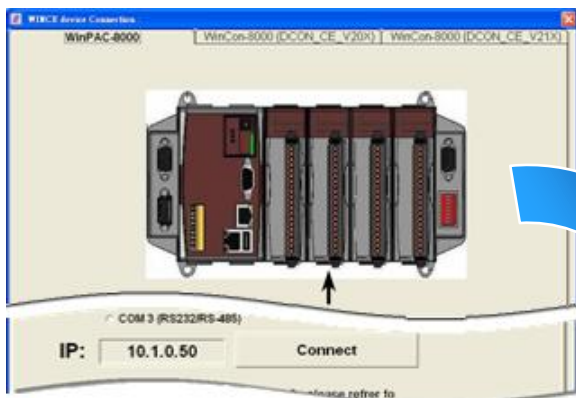 WINCE device Connection
WinPAC-8000 WinCon-8000 (DCON_CE_V20X) WinCon-8000 (DCON_CE_V21X)
COM 3 (RS232/RS-485)
IP: 10.1.0.50 Connect
please refrer to